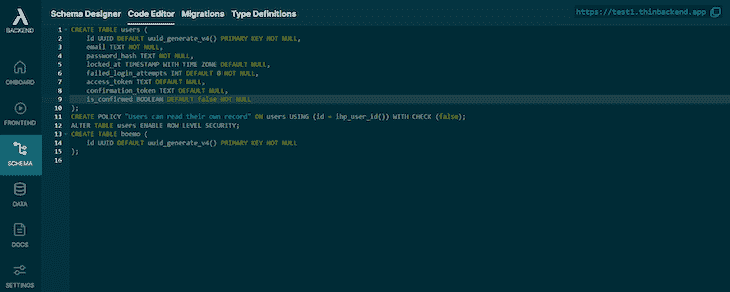 Schema Designer Code Editor Migrations Type Definitions https://test1.thinbackend.app
BACKEND
ONBOARD
FRONTEND
SCHEMA
DATA
DOCS
SETTINGS
1 CREATE TABLE users (
2 id UUID DEFAULT uuid_generate_v4() PRIMARY KEY NOT NULL,
3 email TEXT NOT NULL,
4 password_hash TEXT NOT NULL,
5 locked_at TIMESTAMP WITH TIME ZONE DEFAULT NULL,
6 failed_login_attempts INT DEFAULT 0 NOT NULL,
7 access_token TEXT DEFAULT NULL,
8 confirmation_token TEXT DEFAULT NULL,
9 is_confirmed BOOLEAN DEFAULT false NOT NULL
10 );
11 CREATE POLICY "Users can read their own record" ON users USING (id = ihp_user_id()) WITH CHECK (false);
12 ALTER TABLE users ENABLE ROW LEVEL SECURITY;
13 CREATE TABLE boemo (
14 id UUID DEFAULT uuid_generate_v4() PRIMARY KEY NOT NULL
15 );
16